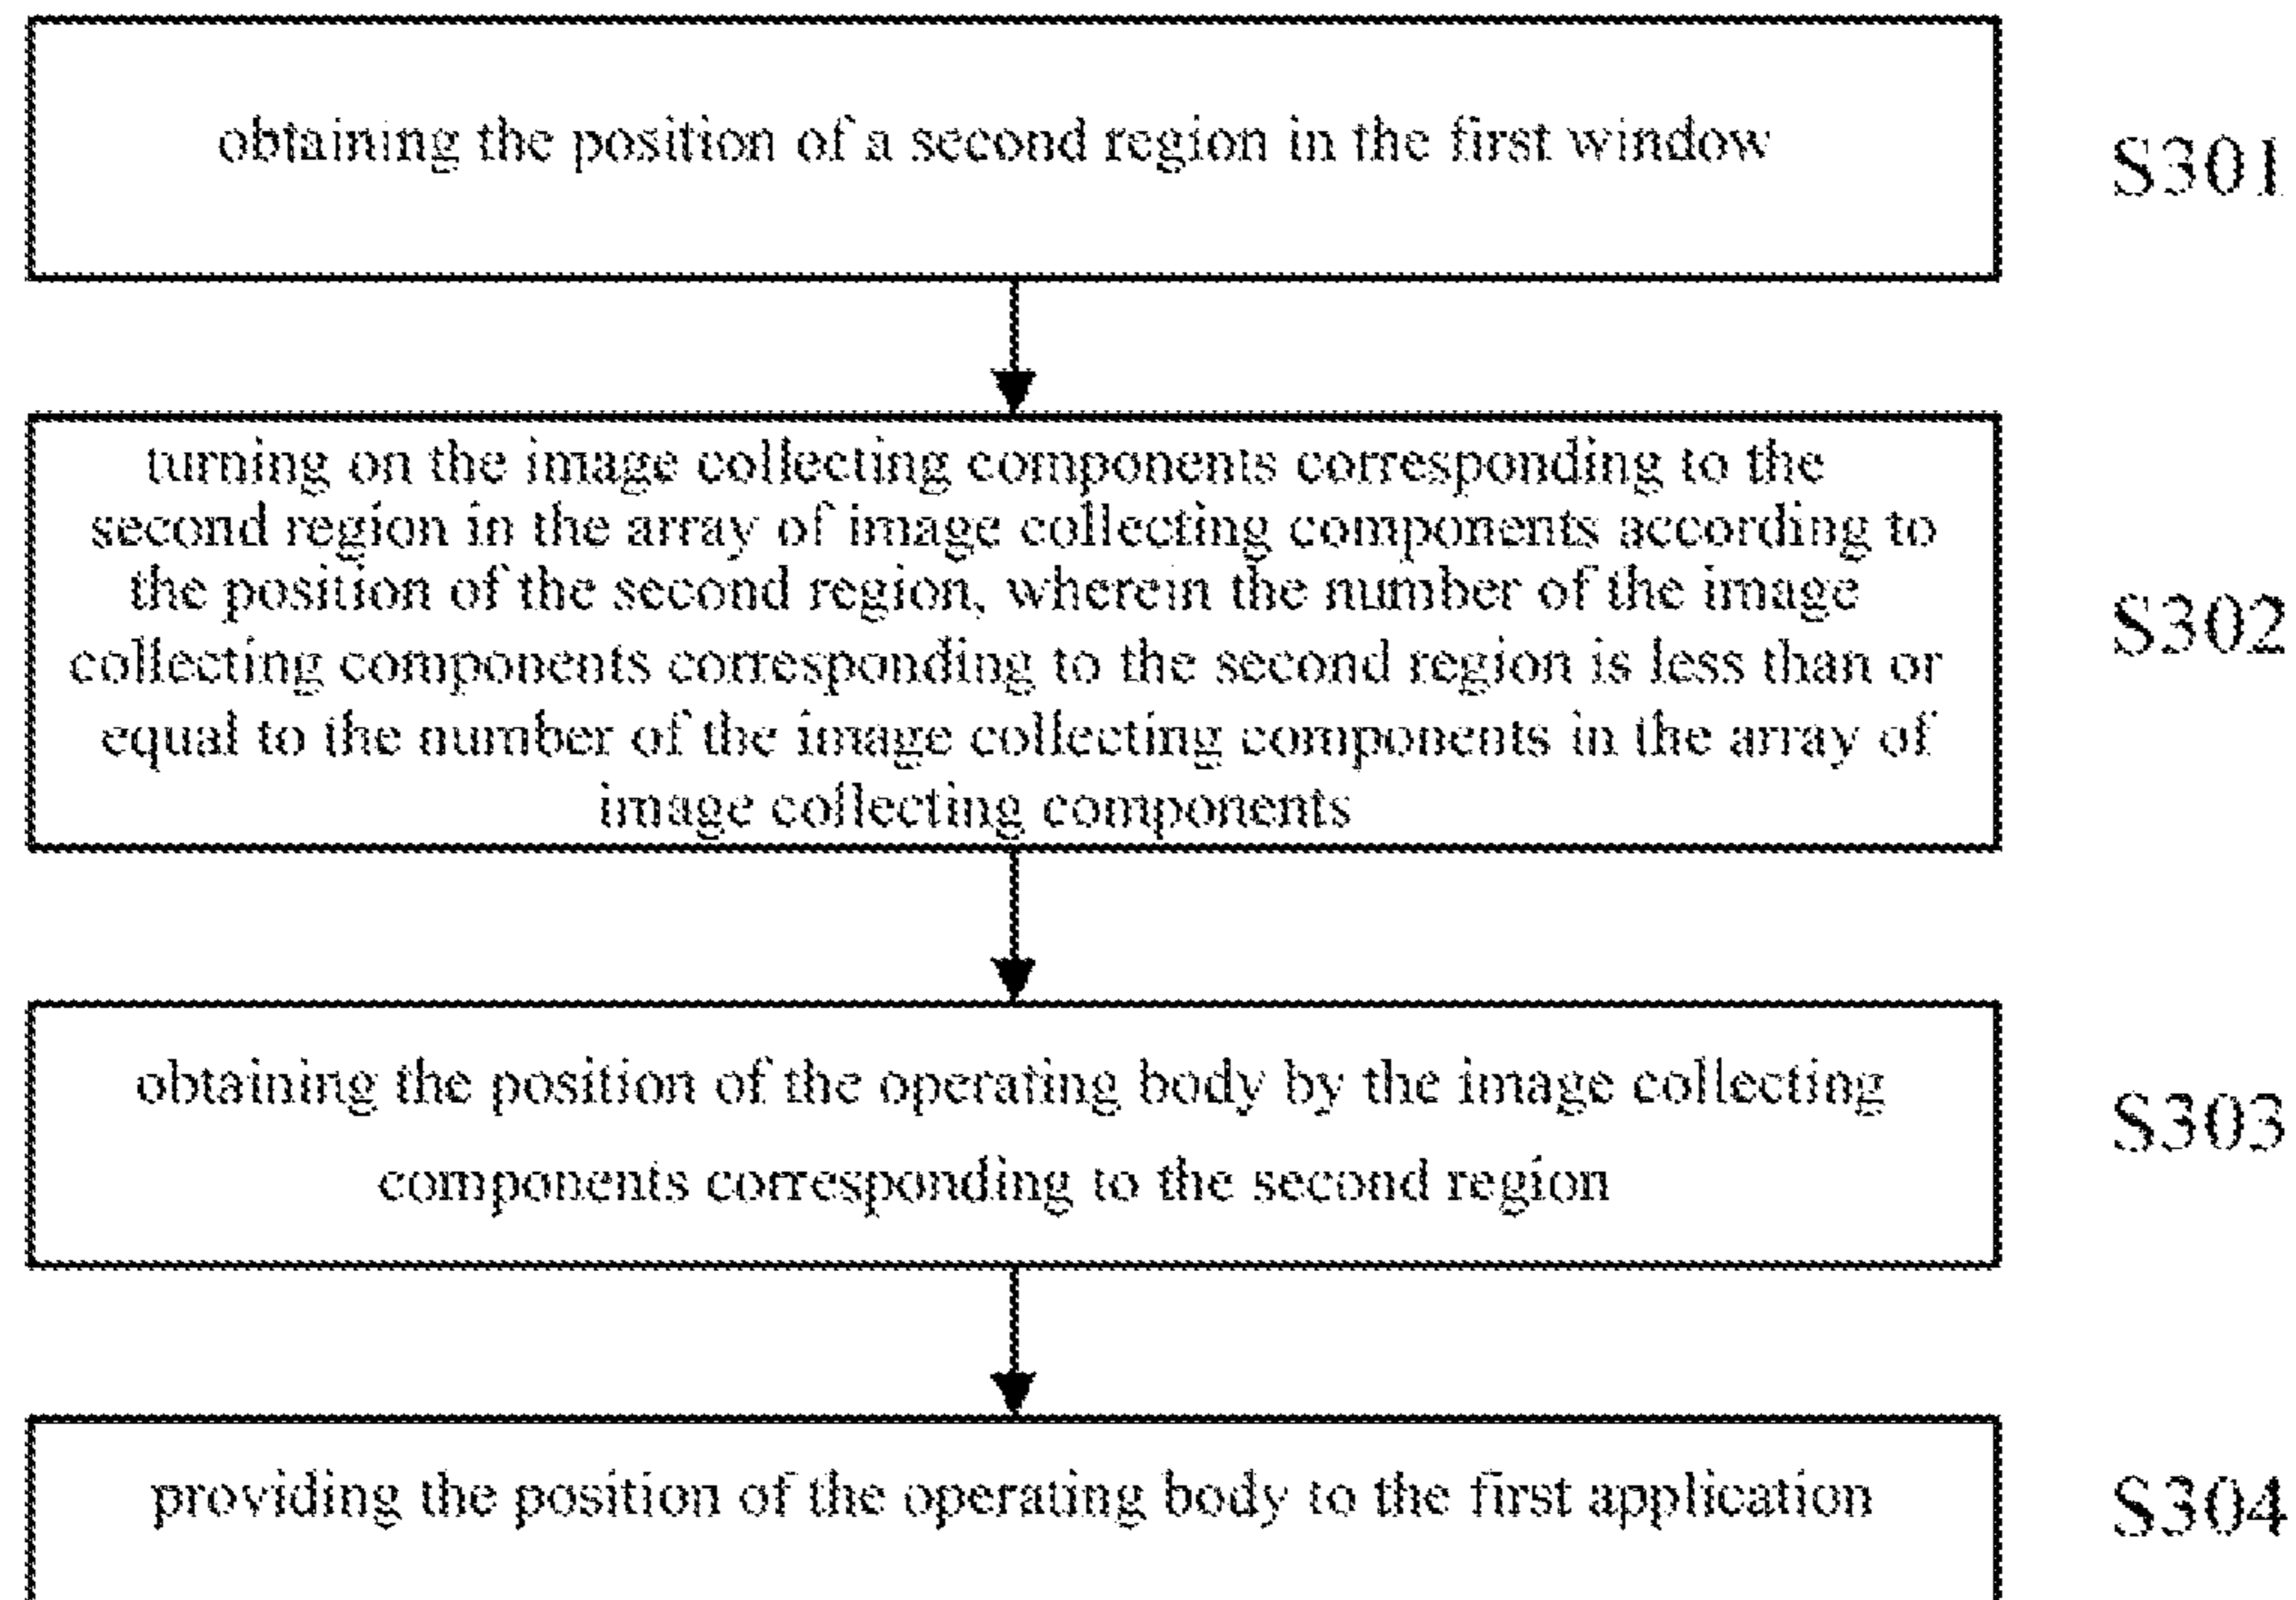 obtaining the position of a second region in the first window
S301
turning on the image collecting components corresponding to the
second region in the array of image collecting components according to
the position of the second region, wherein the number of the image
collecting components corresponding to the second region is less than or
equal to the number of the image collecting components in the array of
image collecting components
S302
obtaining the position of the operating body by the image collecting
components corresponding to the second region
S303
providing the position of the operating body to the first application
S304